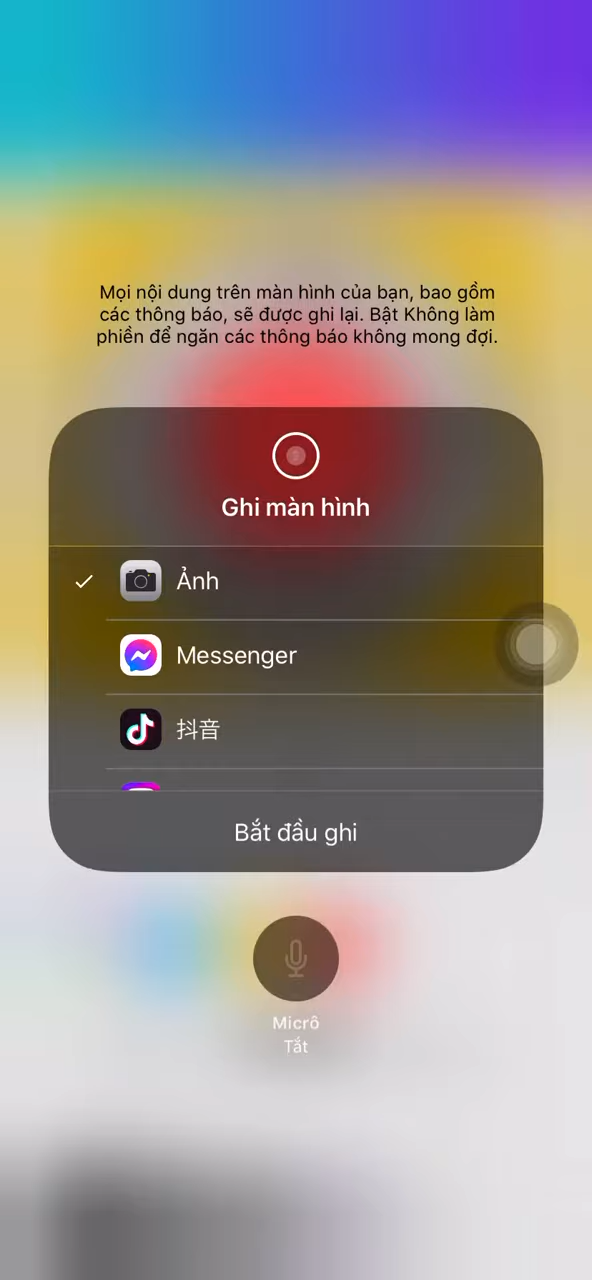 Mọi nội dung trên màn hình của bạn, bao gồm
các thông báo, sẽ được ghi lại. Bật Không làm
phiền để ngăn các thông báo không mong đợi.
Ghi màn hình
Ảnh
Messenger
抖音
Bắt đầu ghi
Micrô
Tắt